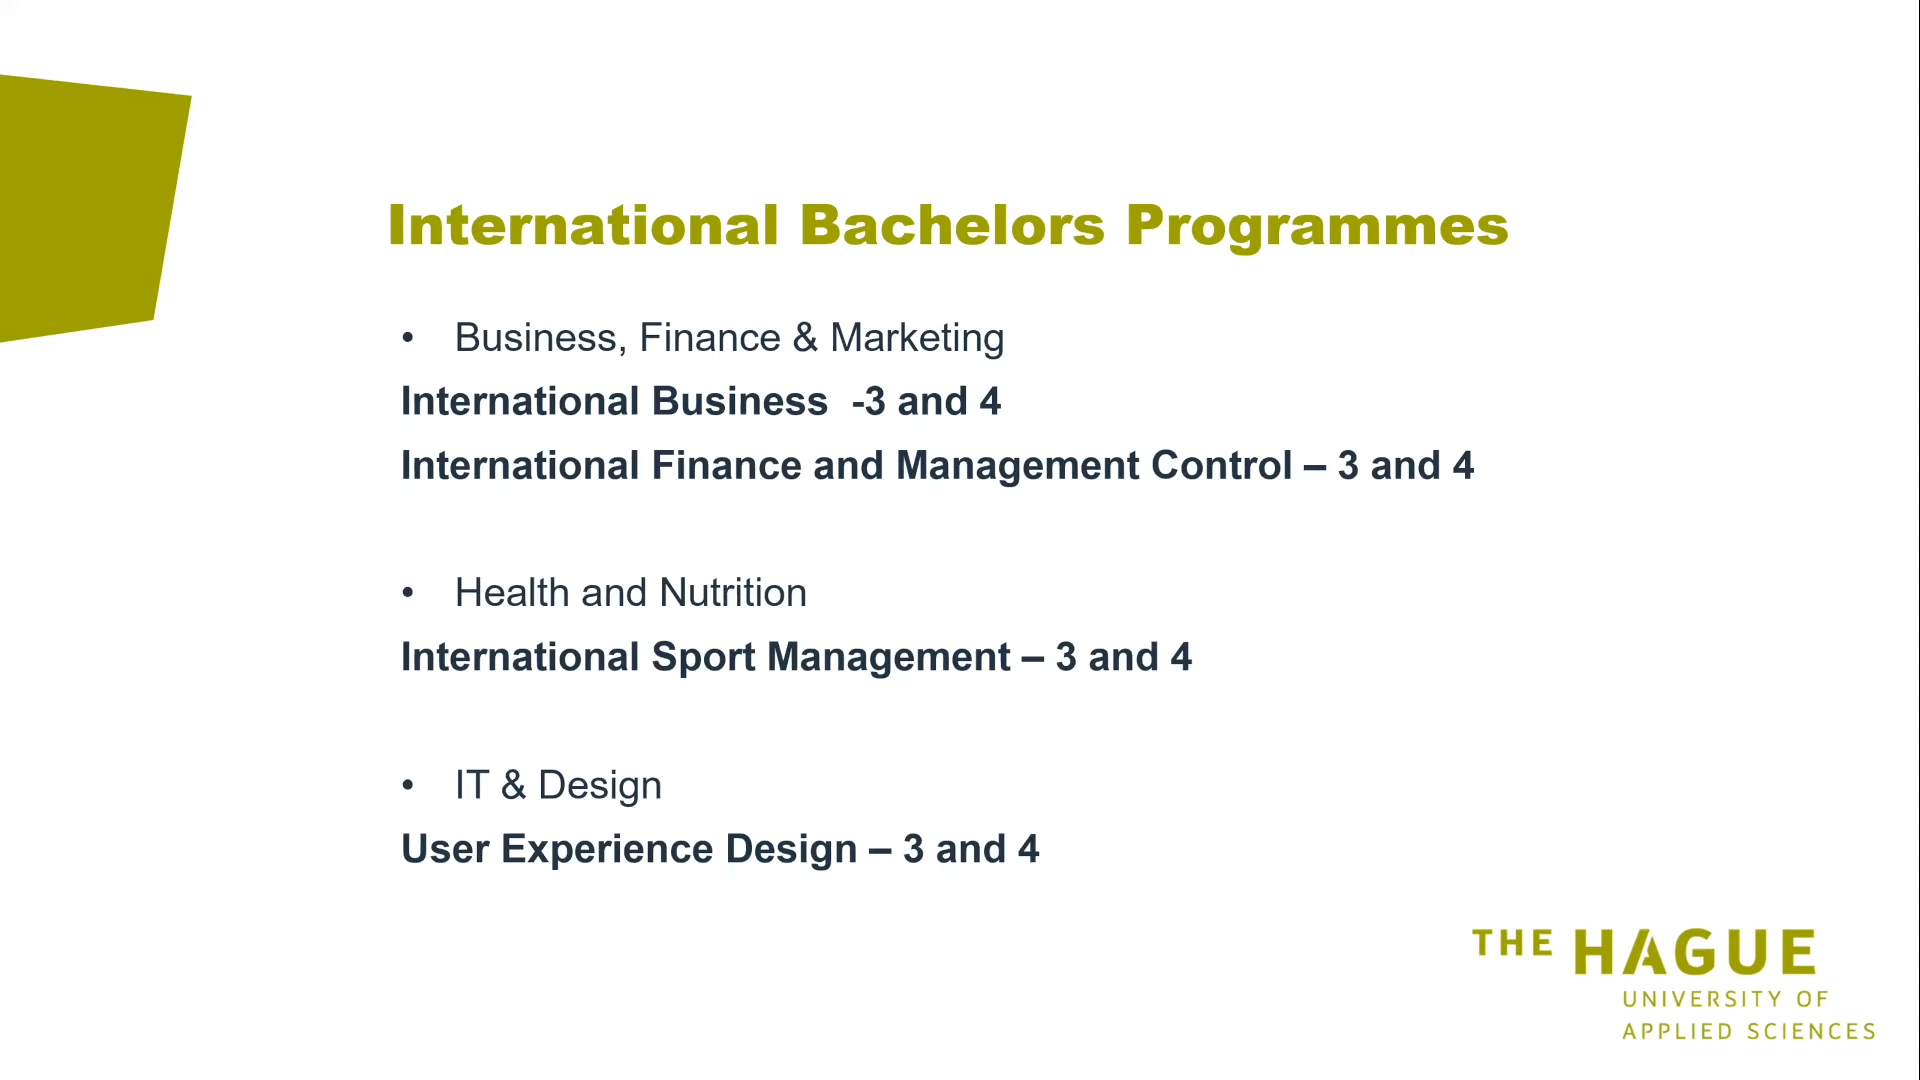 International Bachelors Programmes
• Business, Finance & Marketing
International Business  -3 and 4
International Finance and Management Control – 3 and 4
• Health and Nutrition
International Sport Management – 3 and 4
• IT & Design
User Experience Design – 3 and 4
THE HAGUE
UNIVERSITY OF
APPLIED SCIENCES